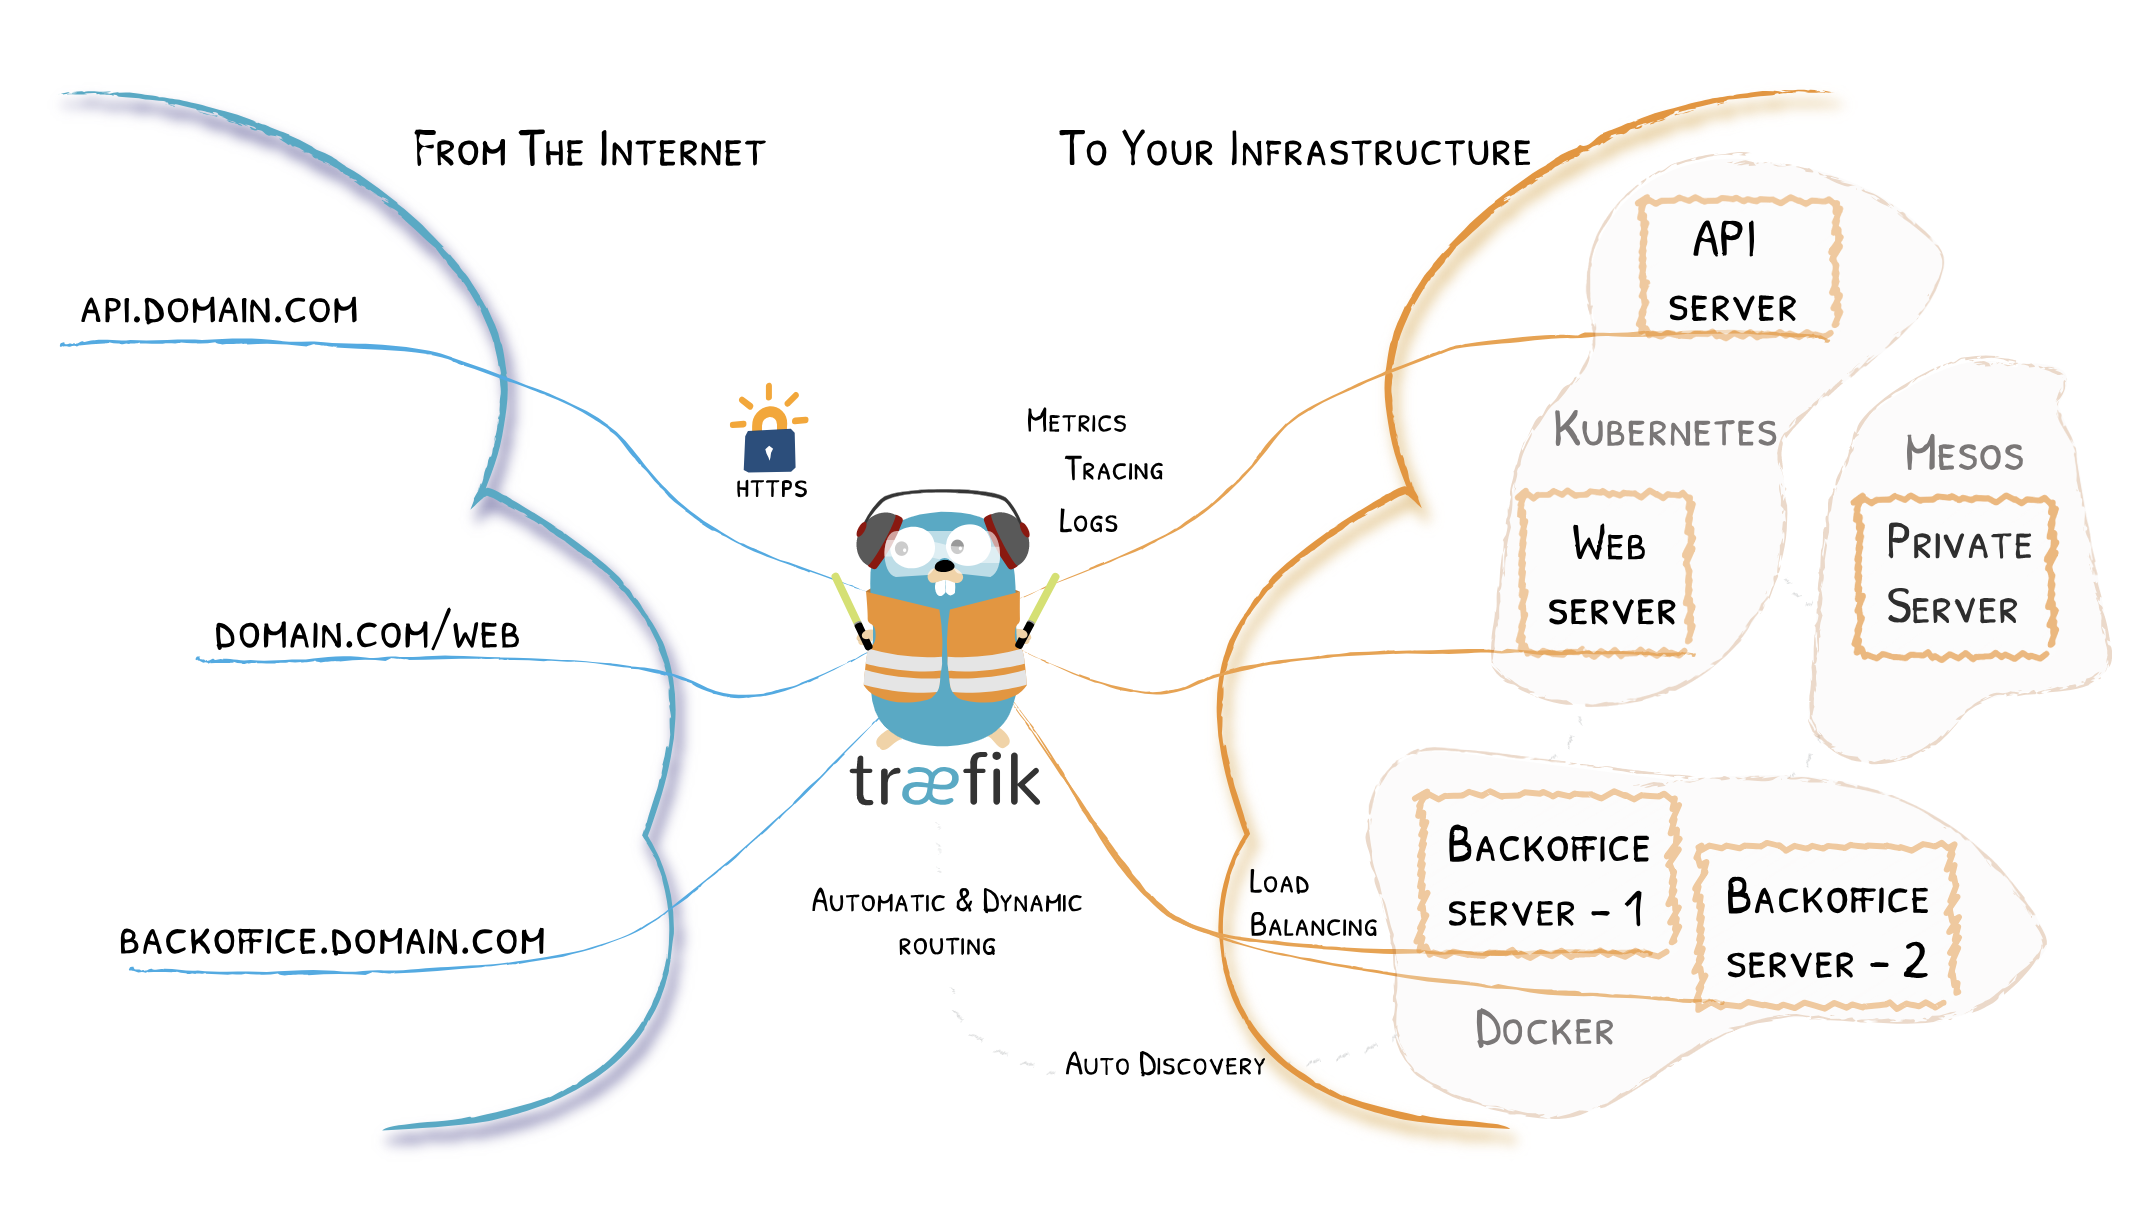 From The Internet
To Your Infrastructure
api.domain.com
domain.com/web
backoffice.domain.com
HTTPS
Metrics
Tracing
Logs
træfik
Automatic & Dynamic
routing
Auto Discovery
Load
Balancing
API
server
Kubernetes
Web
server
Mesos
Private
Server
Backoffice
server - 1
Backoffice
server - 2
Docker